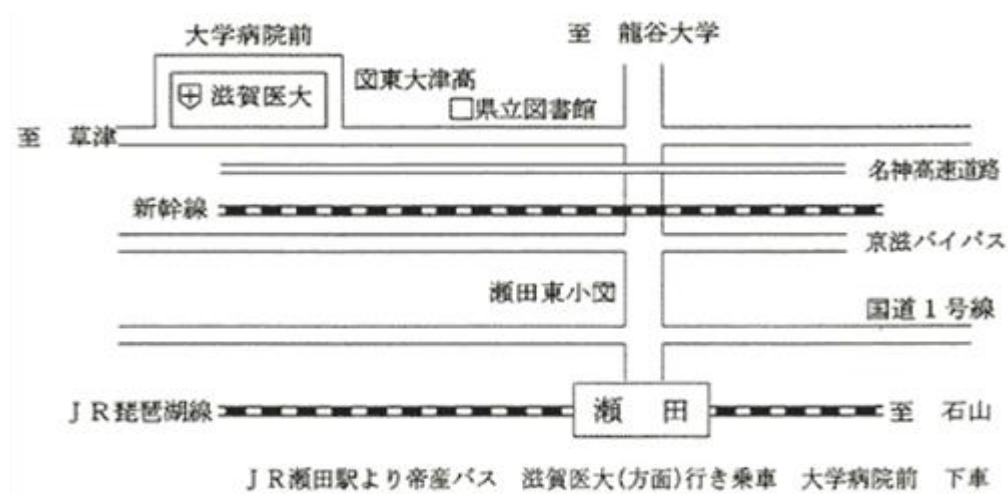 大学病院前
至 龍谷大学
滋賀医大
図東大津高
県立図書館
至 草津
名神高速道路
新幹線
京滋バイパス
瀬田東小図
国道1号線
JR琵琶湖線
瀬 田
至 石山
JR瀬田駅より帝産バス 滋賀医大(方面)行き乗車 大学病院前 下車